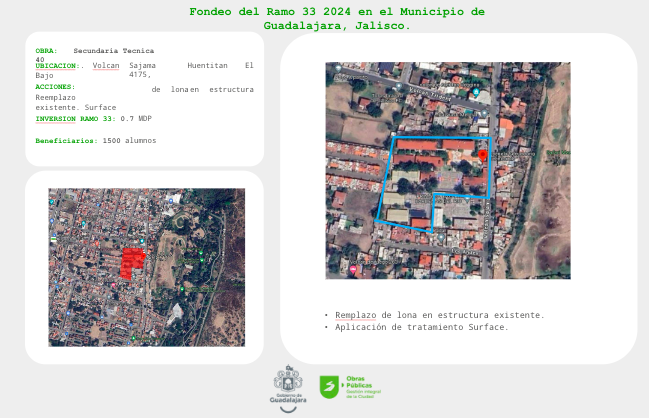 Fondeo del Ramo 33 2024 en el Municipio de
Guadalajara, Jalisco.
OBRA: Secundaria Tecnica
40
UBICACION:. Volcan Sajama Huentitan El
Bajo 4175,
ACCIONES: de lona en estructura
Reemplazo
existente. Surface
INVERSION RAMO 33: 0.7 MDP
Beneficiarios: 1500 alumnos
• Remplazo de lona en estructura existente.
• Aplicación de tratamiento Surface.
Gobierno de
Guadalajara
Obras
Públicas
Gestión Integral
de la Ciudad